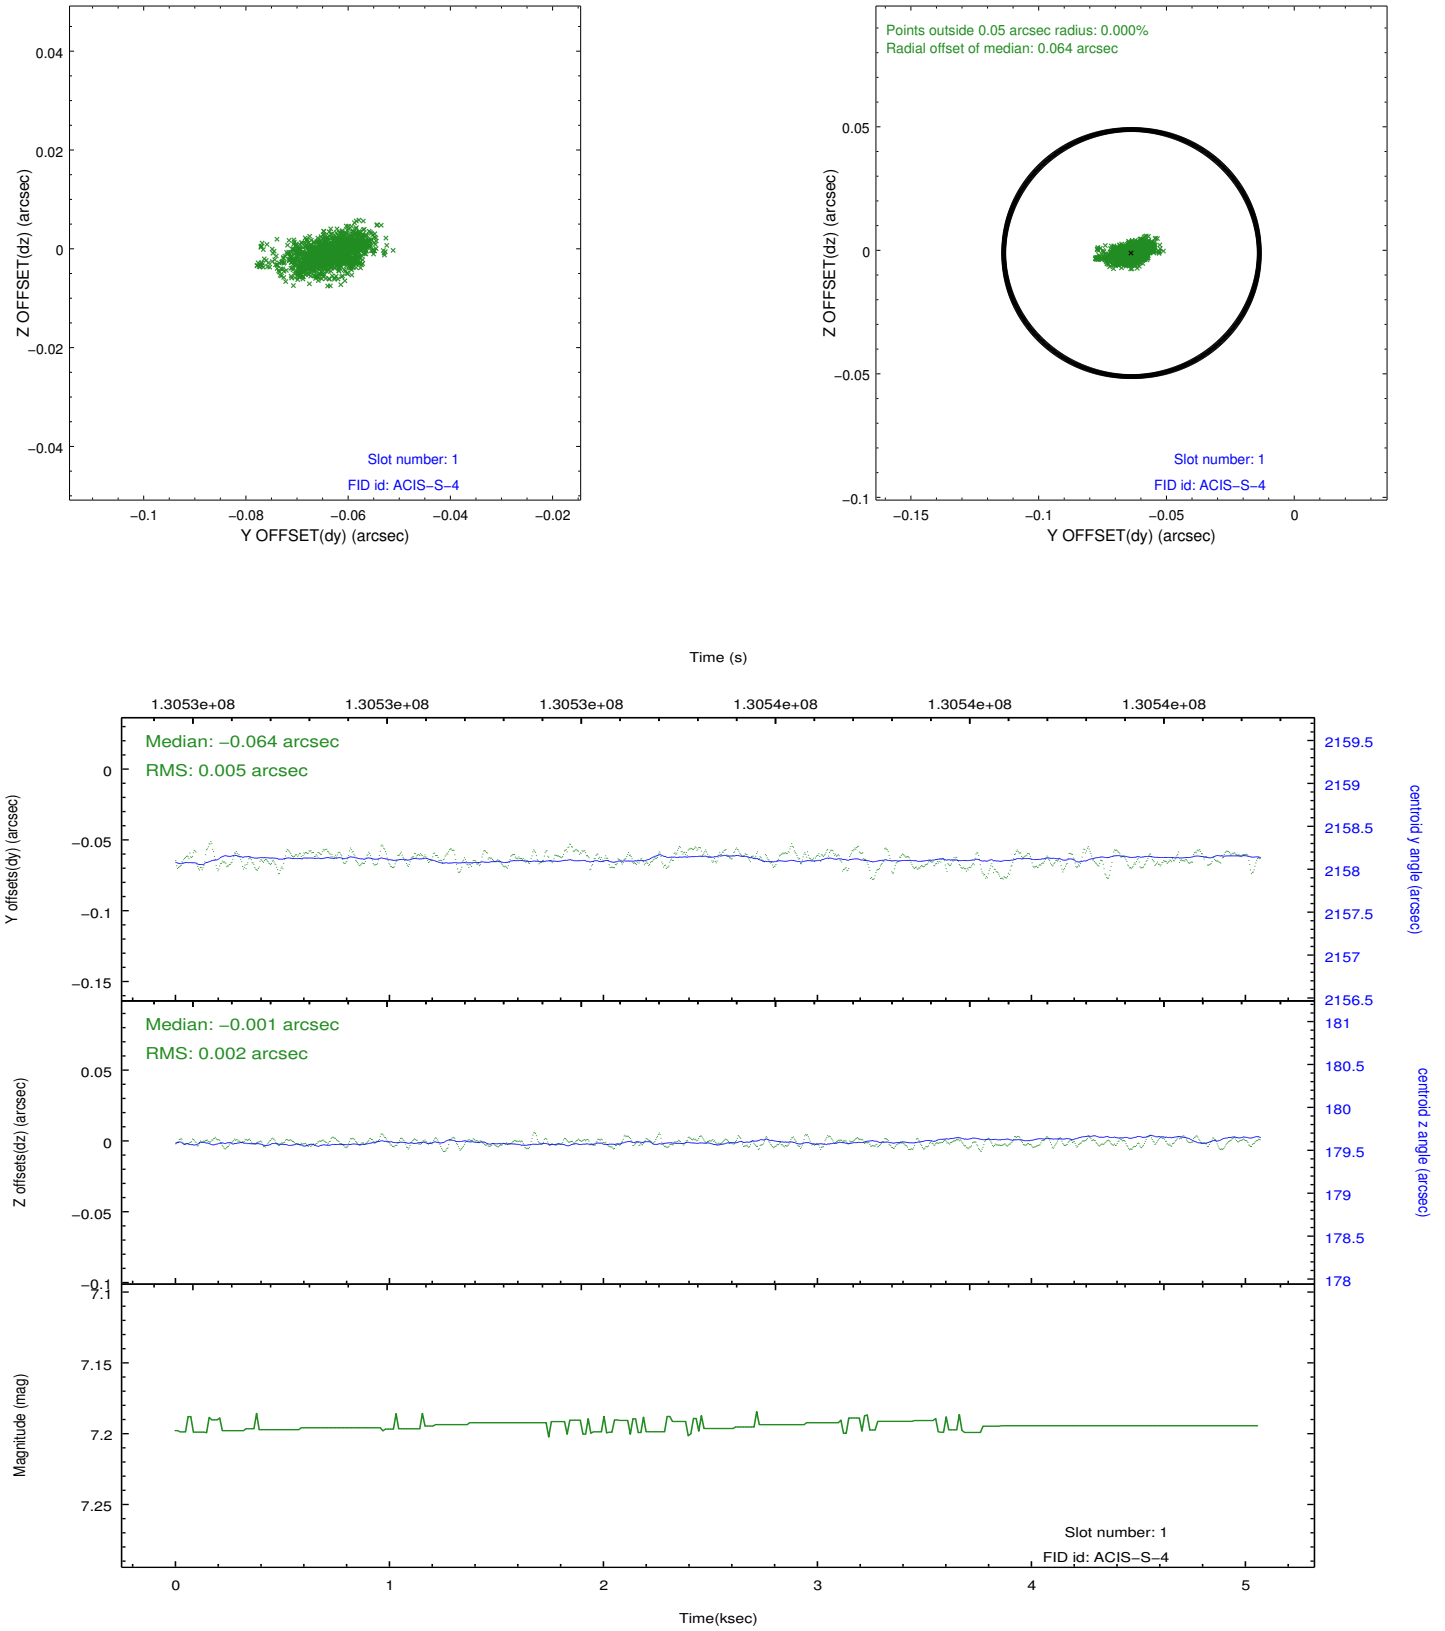 0.04
0.02
0
−0.02
−0.04
Z OFFSET(dz) (arcsec)
Slot number: 1
FID id: ACIS−S−4
−0.1
−0.08
−0.06
−0.04
−0.02
Y OFFSET(dy) (arcsec)
Points outside 0.05 arcsec radius: 0.000%
Radial offset of median: 0.064 arcsec
0.05
0
−0.05
−0.1
Z OFFSET(dz) (arcsec)
Slot number: 1
FID id: ACIS−S−4
−0.15
−0.1
−0.05
0
Y OFFSET(dy) (arcsec)
Time (s)
1.3053e+08
1.3053e+08
1.3053e+08
1.3054e+08
1.3054e+08
1.3054e+08
Median: −0.064 arcsec
RMS: 0.005 arcsec
0
−0.05
−0.1
−0.15
Y offsets(dy) (arcsec)
2159.5
2159
2158.5
2158
2157.5
2157
2156.5
centroid y angle (arcsec)
Median: −0.001 arcsec
RMS: 0.002 arcsec
0.05
0
−0.05
−0.1
Z offsets(dz) (arcsec)
181
180.5
180
179.5
179
178.5
178
centroid z angle (arcsec)
7.1
7.15
7.2
7.25
Magnitude (mag)
Slot number: 1
FID id: ACIS−S−4
0
1
2
3
4
5
Time(ksec)